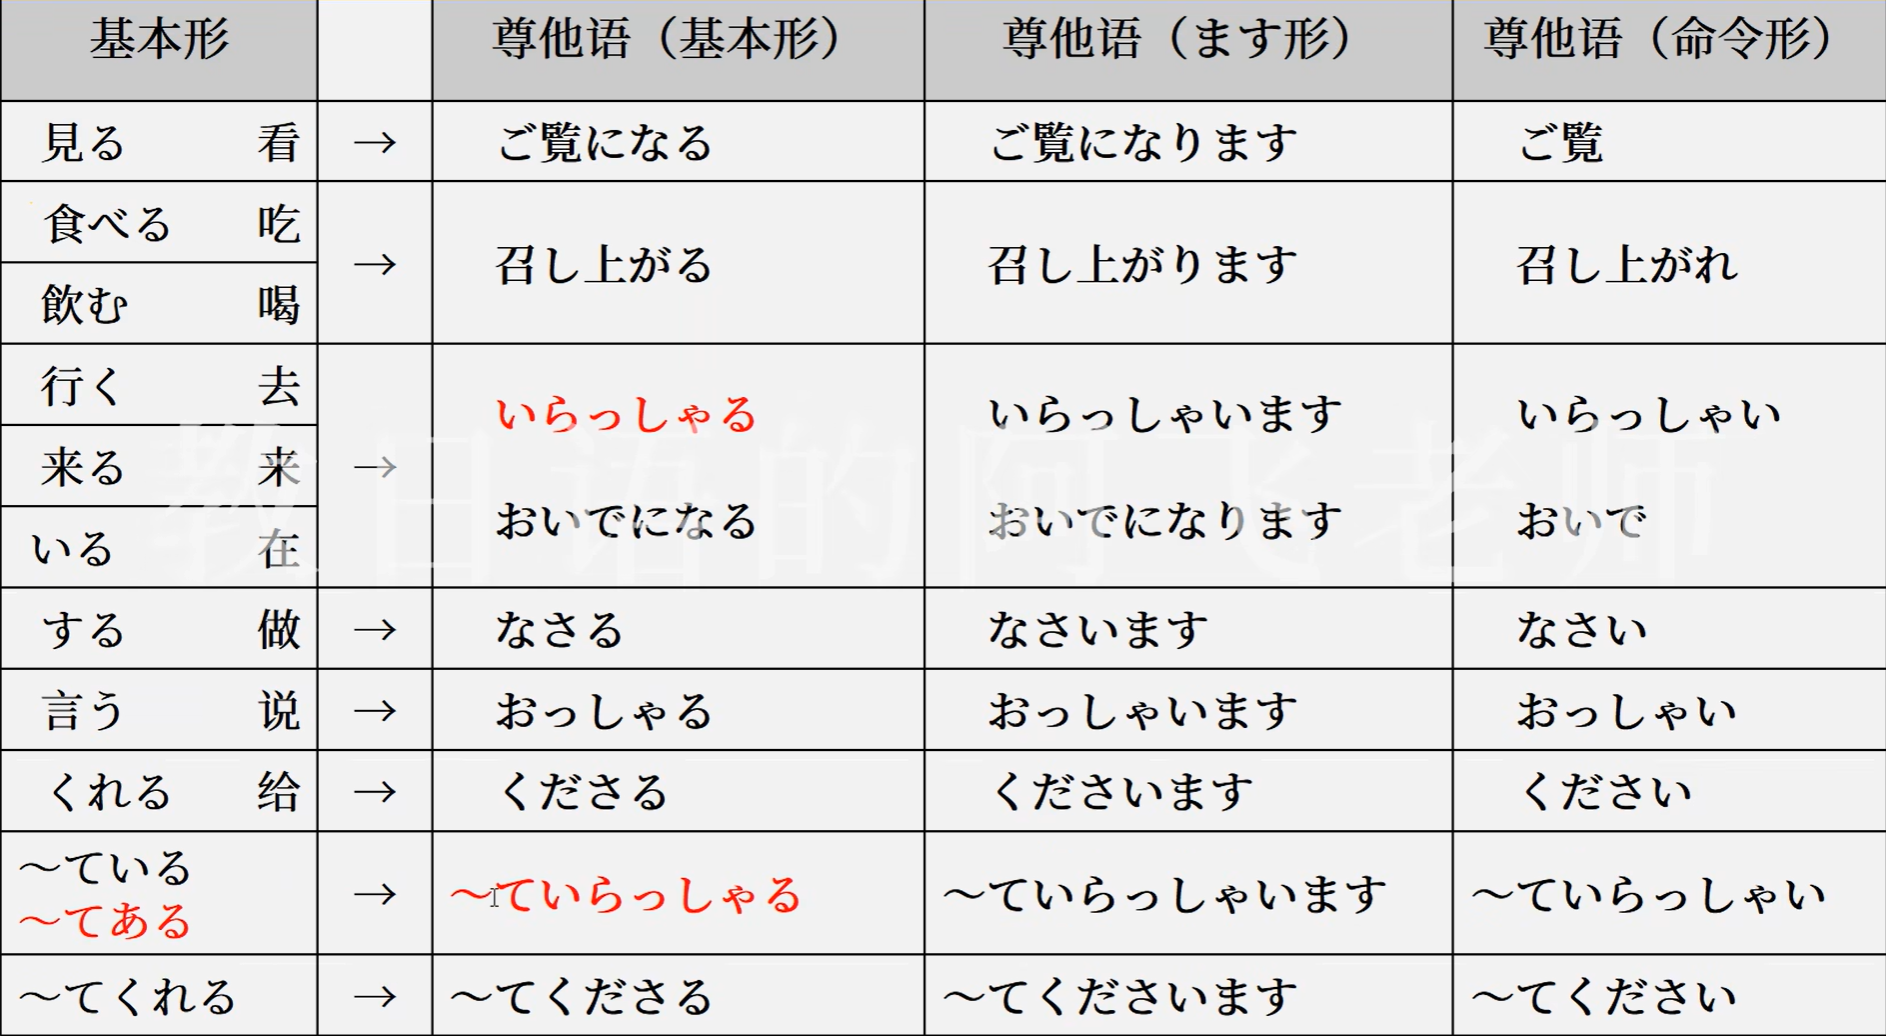 基本形 尊他语（基本形） 尊他语（ます形） 尊他语（命令形）
見る 看 → ご覧になる ご覧になります ご覧
食べる 吃
飲む 喝
→ 召し上がる 召し上がります 召し上がれ
行く 去
来る 来
いる 在
→
いらっしゃる いらっしゃいます いらっしゃい
おいでになる おいでになります おいで
する 做 → なさる なさいます なさい
言う 说 → おっしゃる おっしゃいます おっしゃい
くれる 给 → くださる くださいます ください
～ている
～てある
→ ～ていらっしゃる ～ていらっしゃいます ～ていらっしゃい
～てくれる → ～てくださる ～てくださいます ～てください
教日语的阿飞老师